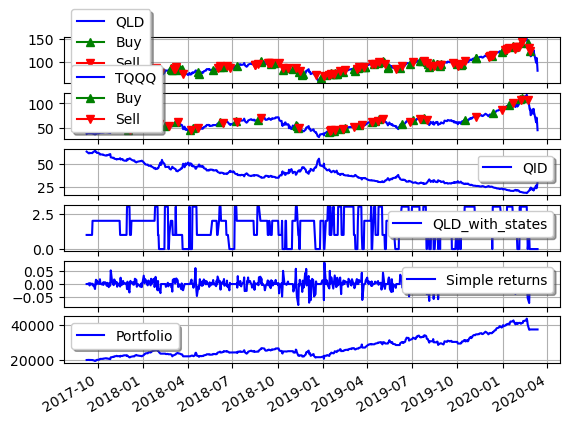 QLD
Buy
Sell
150
100
TQQQ
Buy
Sell
100
50
QID
50
25
QLD_with_states
2.5
0.0
Simple returns
0.05
0.00
−0.05
Portfolio
40000
20000
2017-10
2018-01
2018-04
2018-07
2018-10
2019-01
2019-04
2019-07
2019-10
2020-01
2020-04